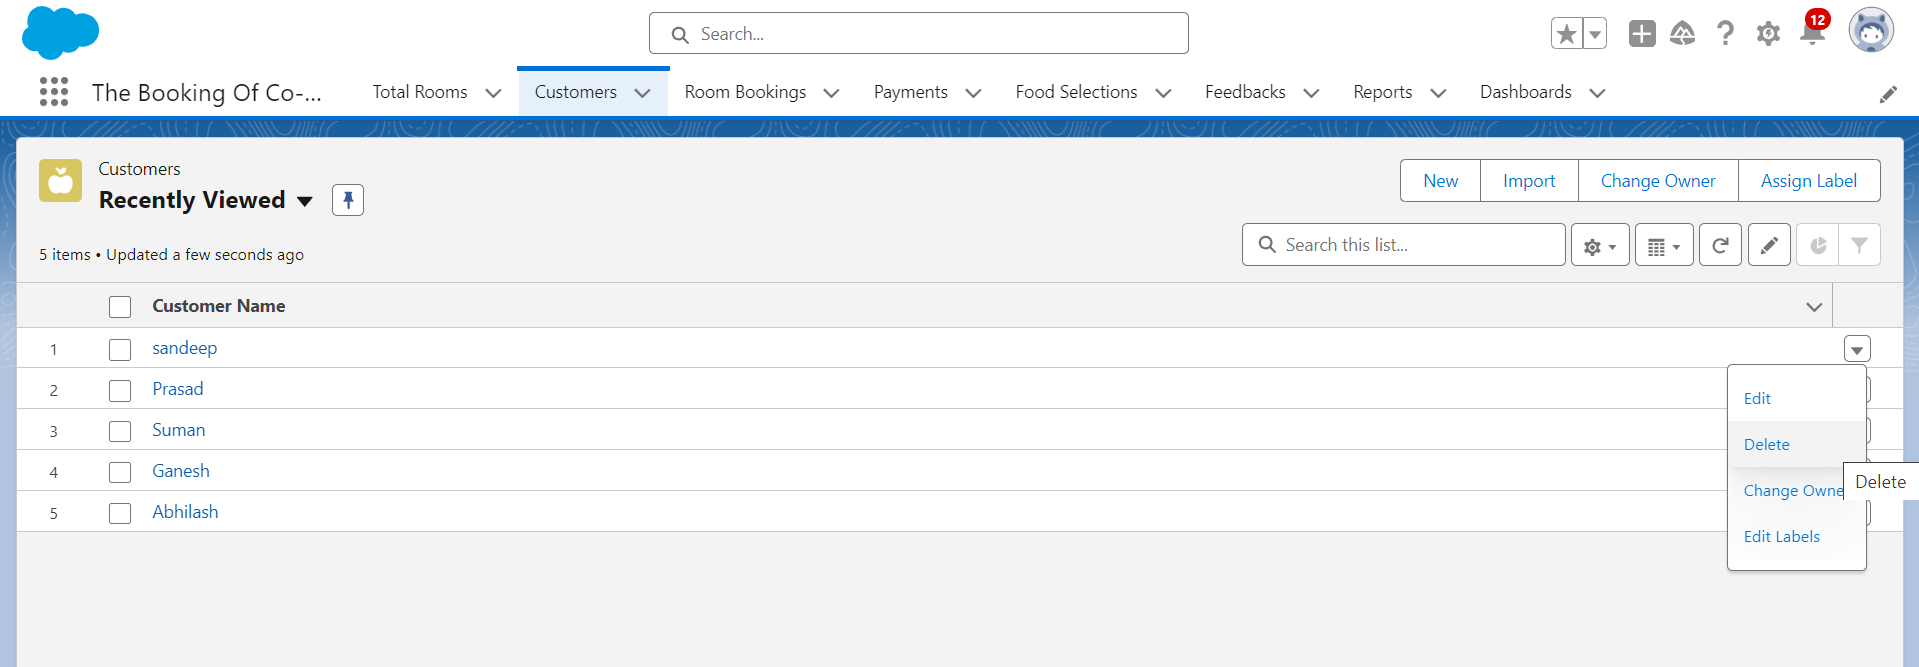 Search...
12
The Booking Of Co-...
Total Rooms
Customers
Room Bookings
Payments
Food Selections
Feedbacks
Reports
Dashboards
Customers
Recently Viewed
New
Import
Change Owner
Assign Label
5 items • Updated a few seconds ago
Search this list...
Customer Name
1 sandeep
2 Prasad
3 Suman
4 Ganesh
5 Abhilash
Edit
Delete
Delete
Change Owne
Edit Labels